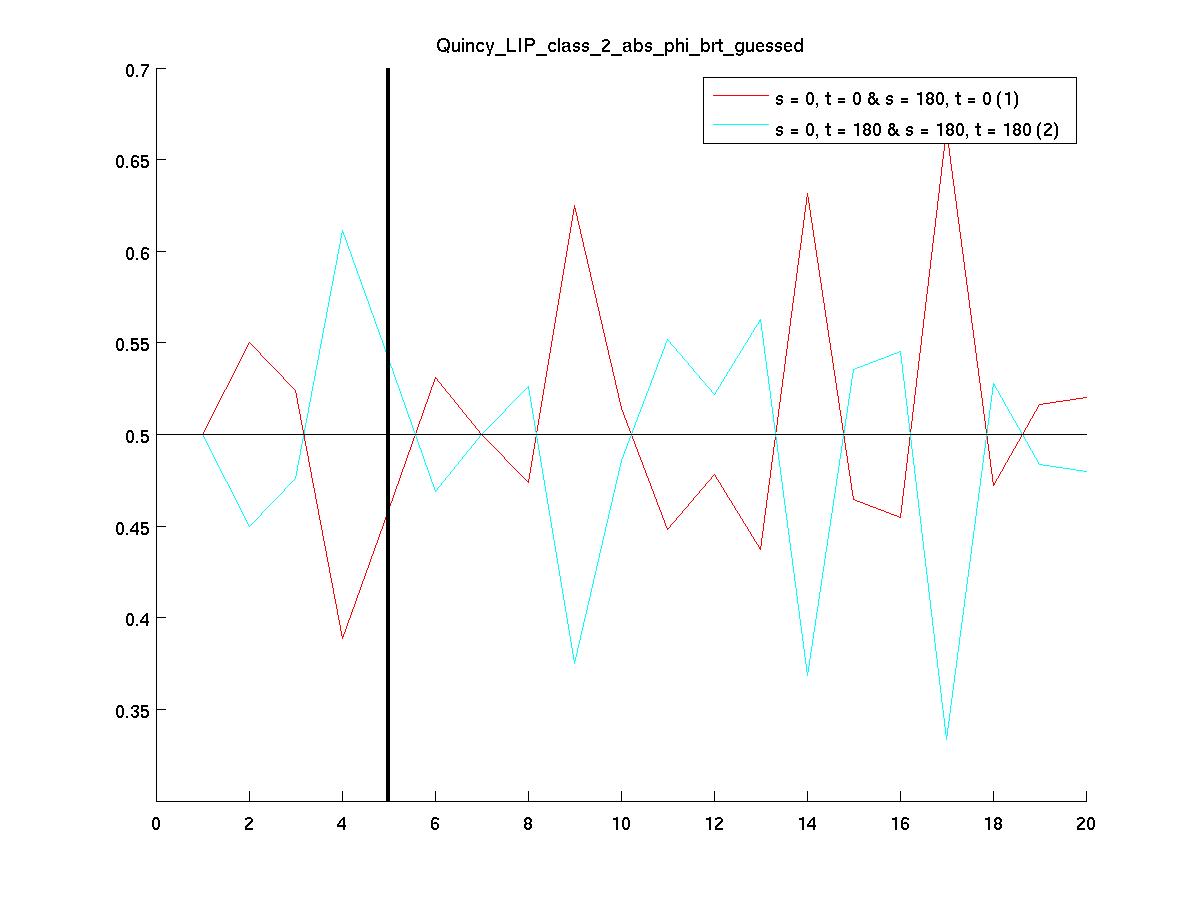 Quincy_LIP_class_2_abs_phi_brt_guessed
0.7
s = 0, t = 0 & s = 180, t = 0 (1)
s = 0, t = 180 & s = 180, t = 180 (2)
0.65
0.6
0.55
0.5
0.45
0.4
0.35
0 2 4 6 8 10 12 14 16 18 20